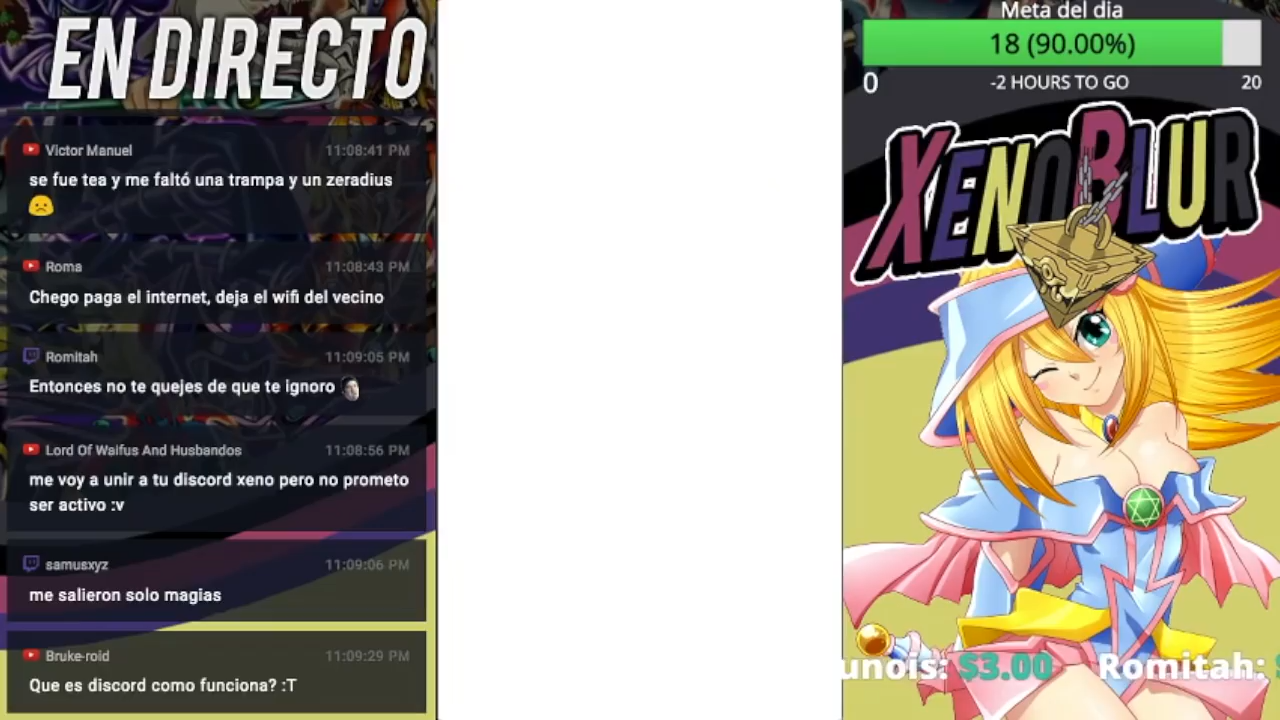 EN DIRECTO
Victor Manuel 11:08:41 PM
se fue tea y me faltó una trampa y un zeradius
Roma 11:08:43 PM
Chego paga el internet, deja el wifi del vecino
Romitah 11:09:05 PM
Entonces no te quejes de que te ignoro
Lord Of Waifus And Husbandos 11:08:56 PM
me voy a unir a tu discord xeno pero no prometo
ser activo :v
samusxyz 11:09:06 PM
me salieron solo magias
Bruke-roid 11:09:29 PM
Que es discord como funciona? :T
Meta del dia
18 (90.00%)
0 -2 HOURS TO GO 20
XENOBLUR
unois: $3.00 Romitah: